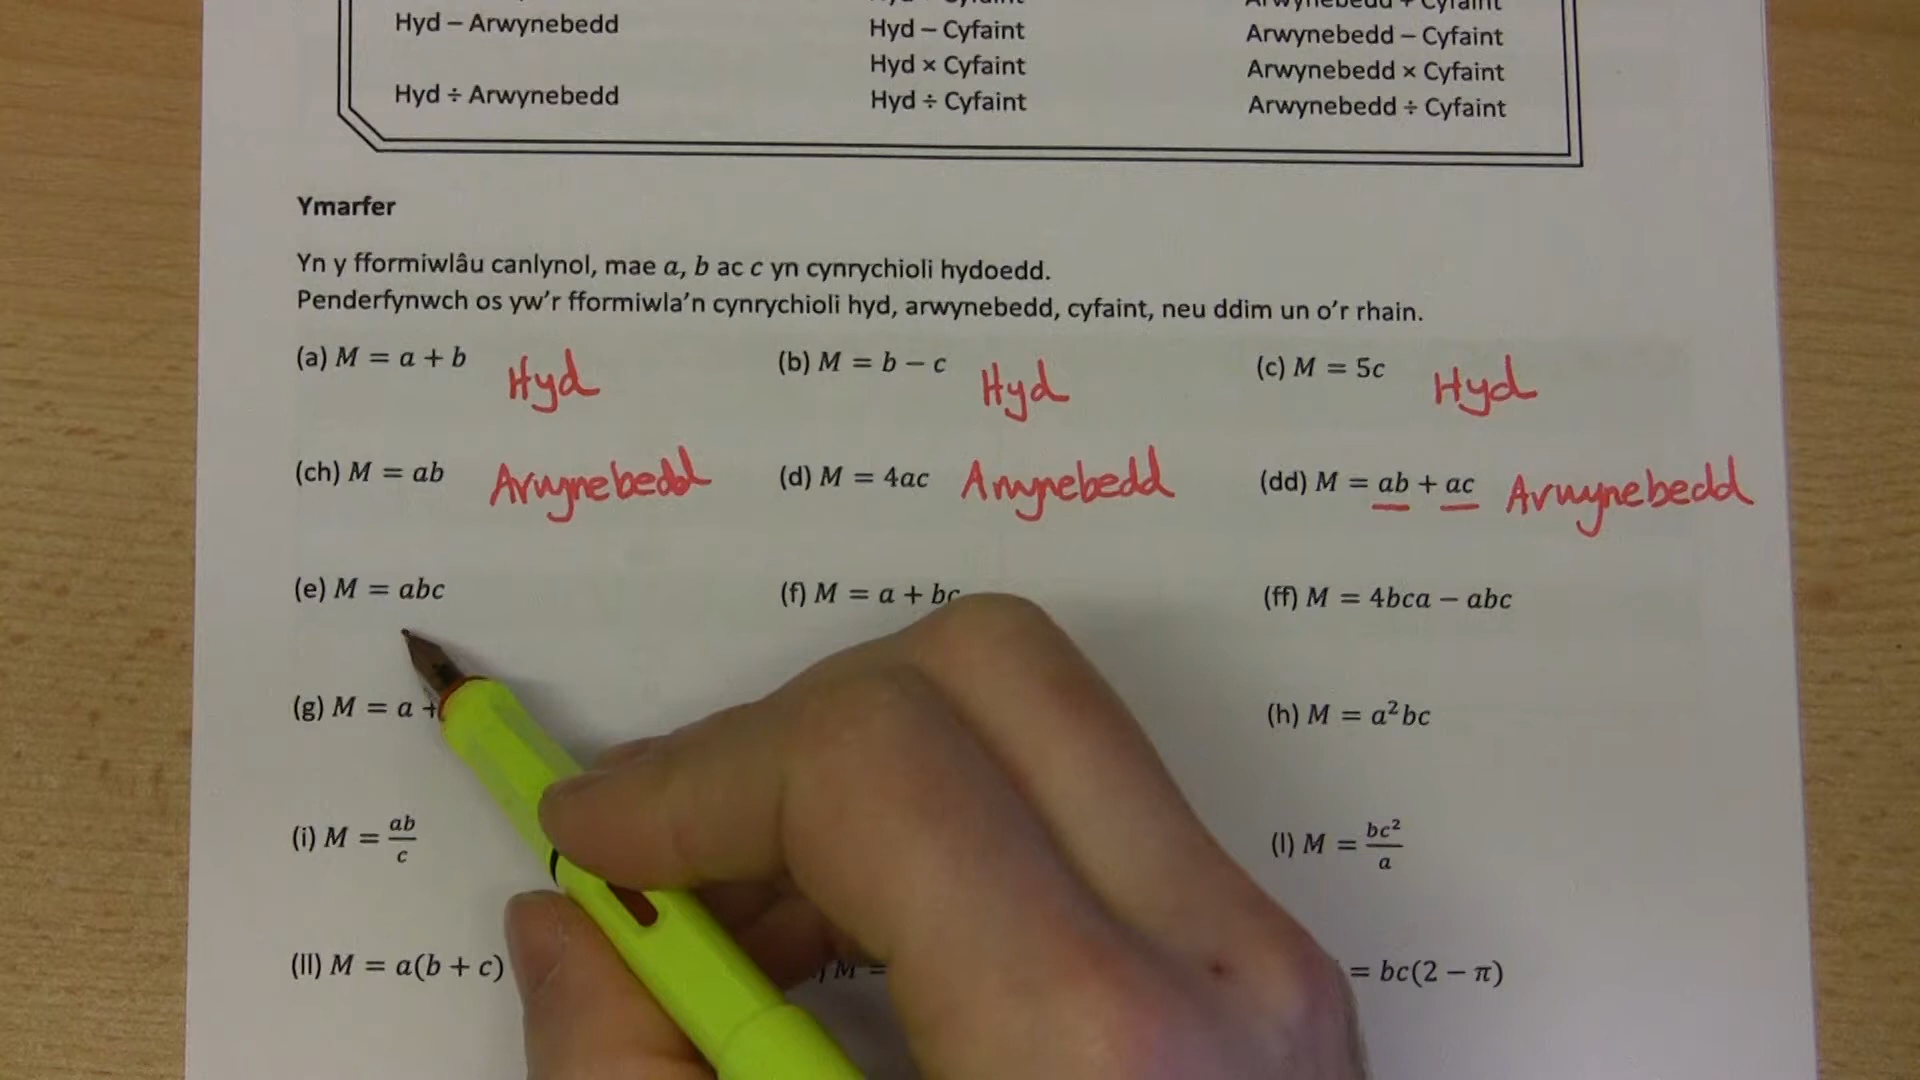 Hyd – Arwynebedd Hyd – Cyfaint Arwynebedd – Cyfaint
Hyd × Cyfaint Arwynebedd × Cyfaint
Hyd ÷ Arwynebedd Hyd ÷ Cyfaint Arwynebedd ÷ Cyfaint
Ymarfer
Yn y fformiwlâu canlynol, mae a, b ac c yn cynrychioli hydoedd.
Penderfynwch os yw'r fformiwla'n cynrychioli hyd, arwynebedd, cyfaint, neu ddim un o'r rhain.
(a) M = a + b Hyd (b) M = b − c Hyd (c) M = 5c Hyd
(ch) M = ab Arwynebedd (d) M = 4ac Arwynebedd (dd) M = ab + ac Arwynebedd
(e) M = abc (f) M = a + bc (ff) M = 4bca − abc
(g) M = a + (h) M = a²bc
(i) M = ab/c (l) M = bc²/a
(ll) M = a(b + c) M = = bc(2 − π)